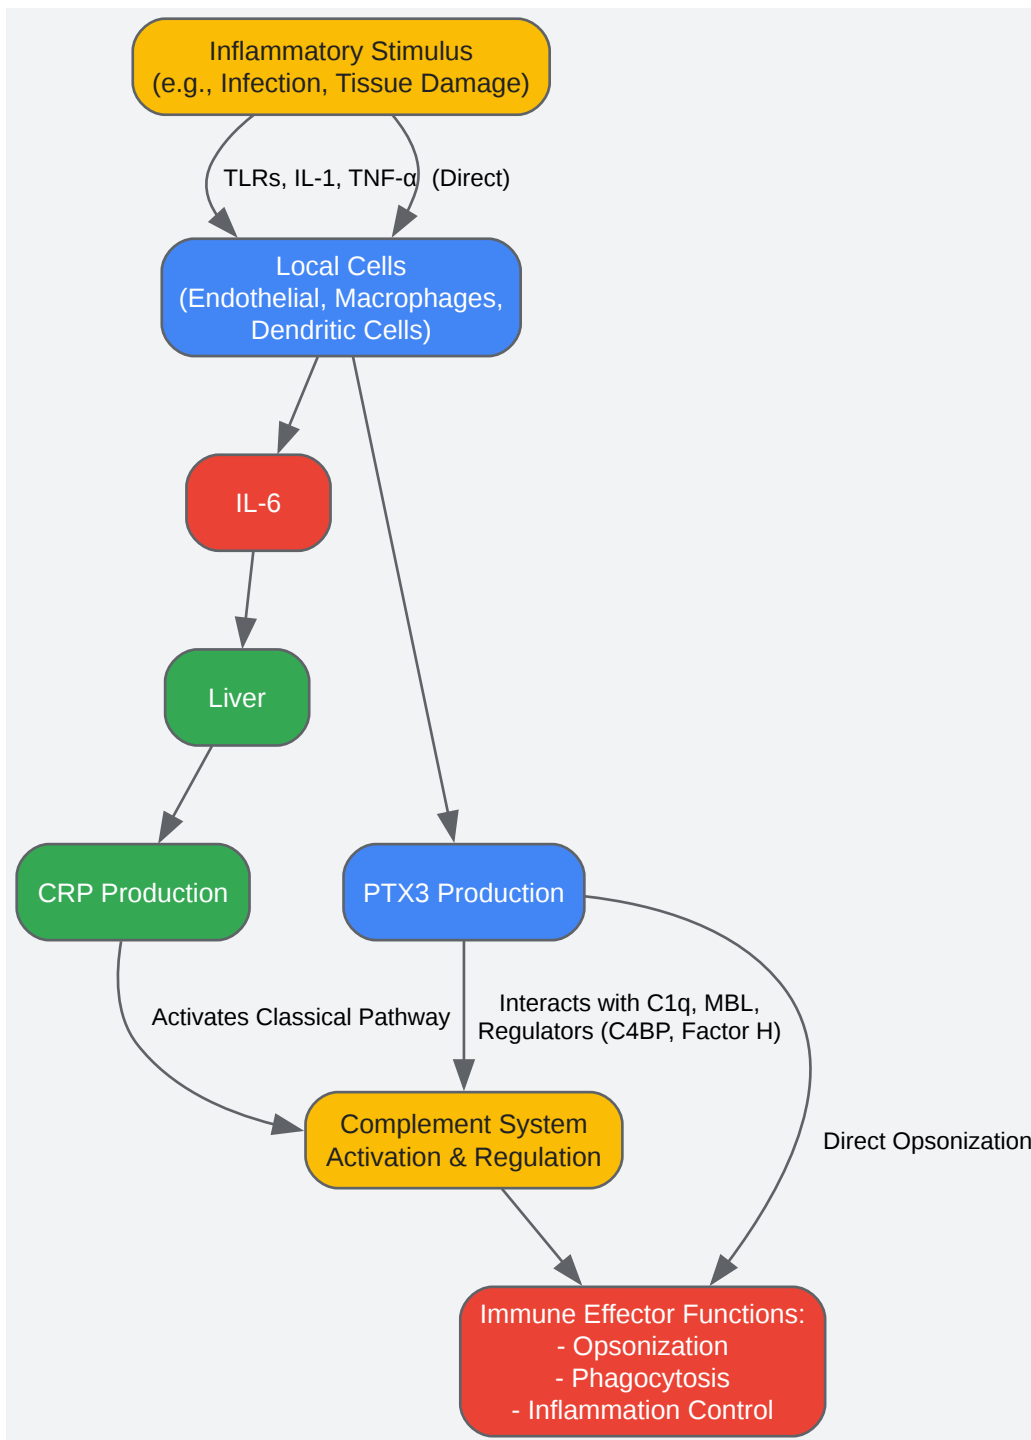 Inflammatory Stimulus
(e.g., Infection, Tissue Damage)
TLRs, IL-1, TNF-α
(Direct)
Local Cells
(Endothelial, Macrophages,
Dendritic Cells)
IL-6
Liver
CRP Production
PTX3 Production
Activates Classical Pathway
Interacts with C1q, MBL,
Regulators (C4BP, Factor H)
Complement System
Activation & Regulation
Direct Opsonization
Immune Effector Functions:
- Opsonization
- Phagocytosis
- Inflammation Control